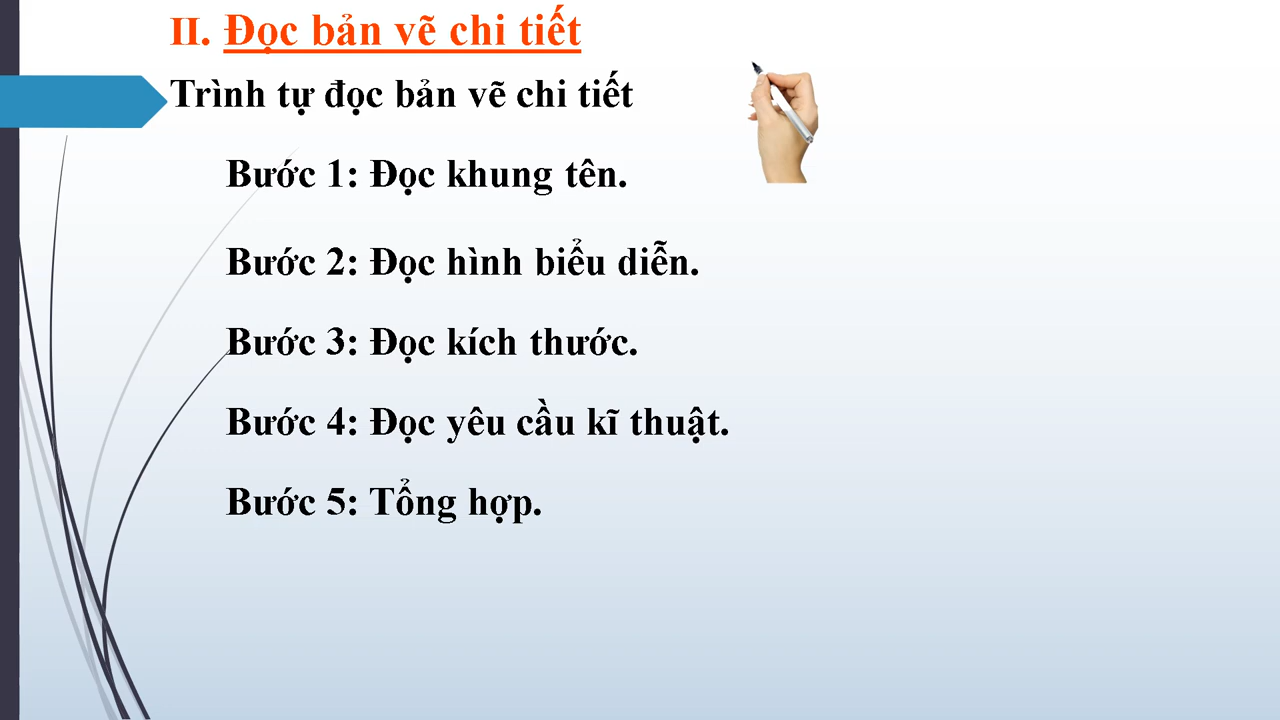 II. Đọc bản vẽ chi tiết
Trình tự đọc bản vẽ chi tiết
Bước 1: Đọc khung tên.
Bước 2: Đọc hình biểu diễn.
Bước 3: Đọc kích thước.
Bước 4: Đọc yêu cầu kĩ thuật.
Bước 5: Tổng hợp.